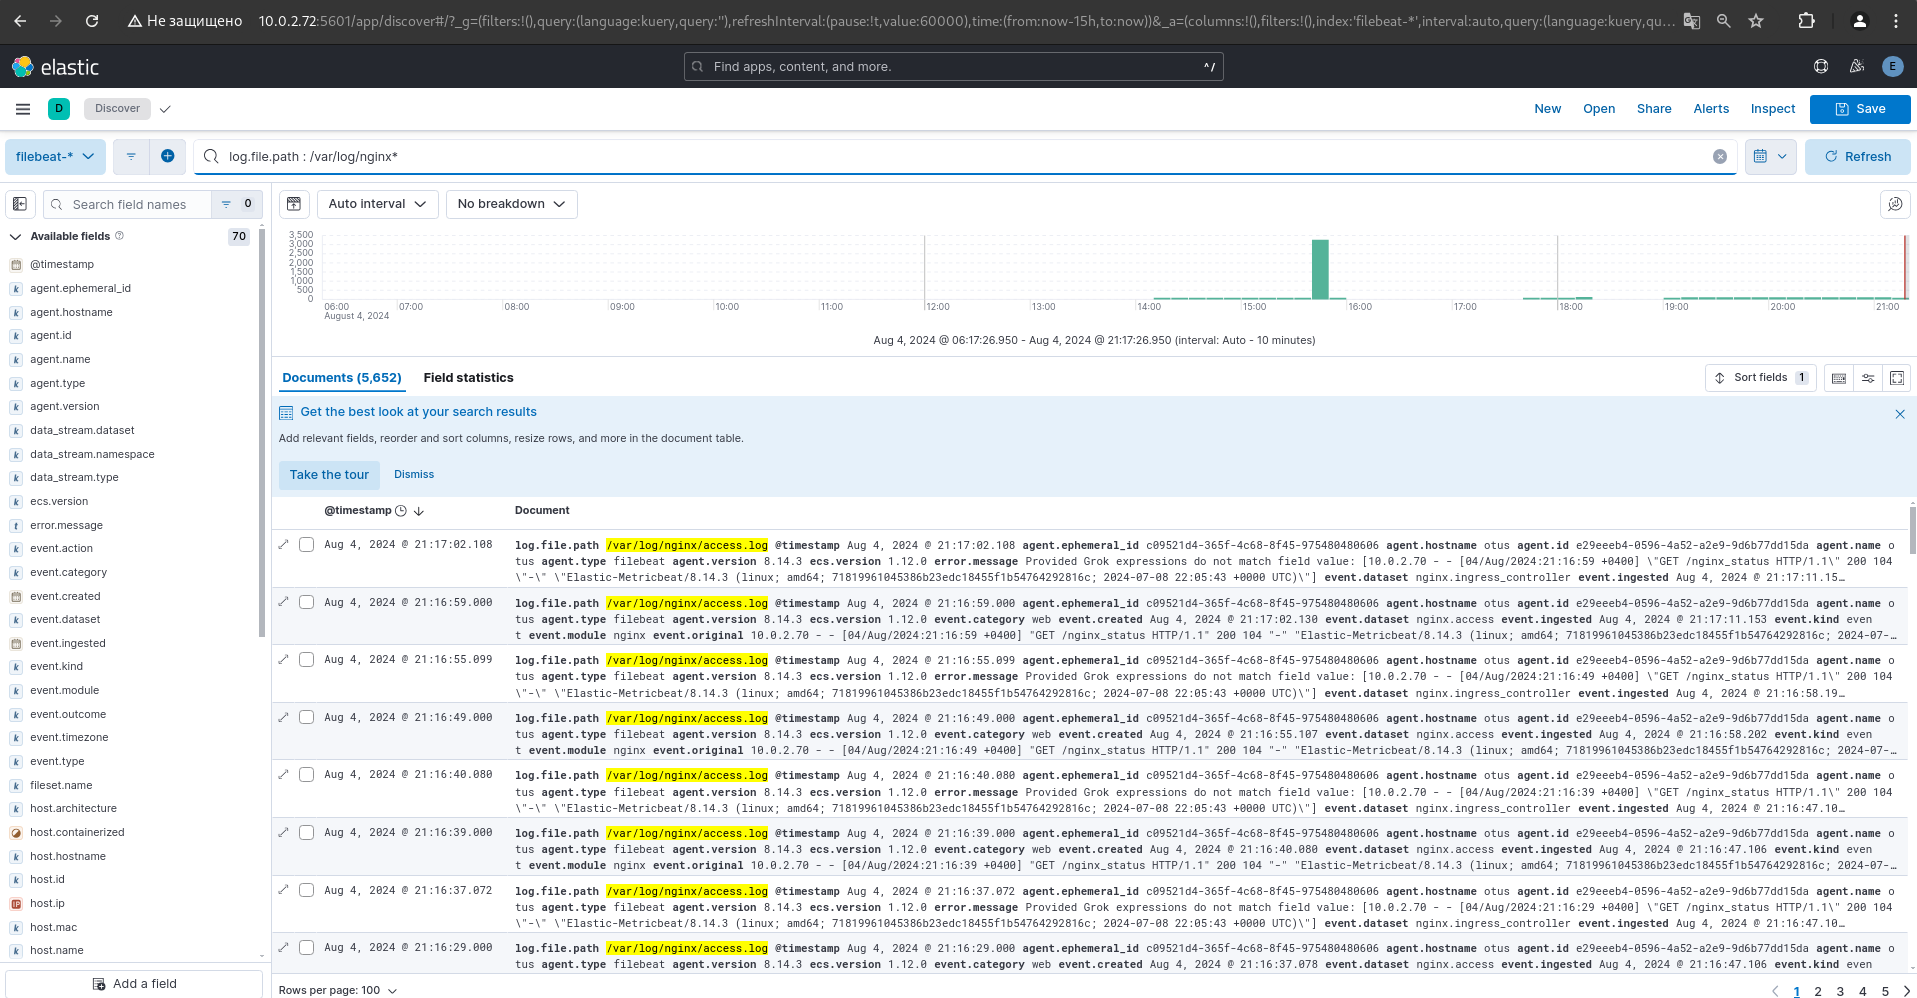 Не защищено 10.0.2.72:5601/app/discover#/?_g=(filters:!(),query:(language:kuery,query:''),refreshInterval:(pause:!t,value:60000),time:(from:now-15h,to:now))&_a=(columns:!(),filters:!(),index:'filebeat-*',interval:auto,query:(language:kuery,qu...
elastic
Find apps, content, and more.
^/
E
D
Discover
New
Open
Share
Alerts
Inspect
Save
filebeat-*
log.file.path : /var/log/nginx*
Refresh
Search field names
0
Auto interval
No breakdown
Available fields
70
@timestamp
agent.ephemeral_id
agent.hostname
agent.id
agent.name
agent.type
agent.version
data_stream.dataset
data_stream.namespace
data_stream.type
ecs.version
error.message
event.action
event.category
event.created
event.dataset
event.ingested
event.kind
event.module
event.outcome
event.timezone
event.type
fileset.name
host.architecture
host.containerized
host.hostname
host.id
host.ip
host.mac
host.name
Add a field
3,500
3,000
2,500
2,000
1,500
1,000
500
0
06:00 07:00 08:00 09:00 10:00 11:00 12:00 13:00 14:00 15:00 16:00 17:00 18:00 19:00 20:00 21:00
August 4, 2024
Aug 4, 2024 @ 06:17:26.950 - Aug 4, 2024 @ 21:17:26.950 (interval: Auto - 10 minutes)
Documents (5,652)
Field statistics
Sort fields 1
Get the best look at your search results
Add relevant fields, reorder and sort columns, resize rows, and more in the document table.
Take the tour
Dismiss
@timestamp
Document
Aug 4, 2024 @ 21:17:02.108
log.file.path /var/log/nginx/access.log @timestamp Aug 4, 2024 @ 21:17:02.108 agent.ephemeral_id c09521d4-365f-4c68-8f45-975480480606 agent.hostname otus agent.id e29eeeb4-0596-4a52-a2e9-9d6b77dd15da agent.name o
tus agent.type filebeat agent.version 8.14.3 ecs.version 1.12.0 error.message Provided Grok expressions do not match field value: [10.0.2.70 - - [04/Aug/2024:21:16:59 +0400] \"GET /nginx_status HTTP/1.1\" 200 104
\"-\" \"Elastic-Metricbeat/8.14.3 (linux; amd64; 71819961045386b23edc18455f1b54764292816c; 2024-07-08 22:05:43 +0000 UTC)\"] event.dataset nginx.ingress_controller event.ingested Aug 4, 2024 @ 21:17:11.15...
Aug 4, 2024 @ 21:16:59.000
log.file.path /var/log/nginx/access.log @timestamp Aug 4, 2024 @ 21:16:59.000 agent.ephemeral_id c09521d4-365f-4c68-8f45-975480480606 agent.hostname otus agent.id e29eeeb4-0596-4a52-a2e9-9d6b77dd15da agent.name o
tus agent.type filebeat agent.version 8.14.3 ecs.version 1.12.0 event.category web event.created Aug 4, 2024 @ 21:17:02.130 event.dataset nginx.access event.ingested Aug 4, 2024 @ 21:17:11.153 event.kind even
t event.module nginx event.original 10.0.2.70 - - [04/Aug/2024:21:16:59 +0400] "GET /nginx_status HTTP/1.1" 200 104 "-" "Elastic-Metricbeat/8.14.3 (linux; amd64; 71819961045386b23edc18455f1b54764292816c; 2024-07-...
Aug 4, 2024 @ 21:16:55.099
log.file.path /var/log/nginx/access.log @timestamp Aug 4, 2024 @ 21:16:55.099 agent.ephemeral_id c09521d4-365f-4c68-8f45-975480480606 agent.hostname otus agent.id e29eeeb4-0596-4a52-a2e9-9d6b77dd15da agent.name o
tus agent.type filebeat agent.version 8.14.3 ecs.version 1.12.0 error.message Provided Grok expressions do not match field value: [10.0.2.70 - - [04/Aug/2024:21:16:49 +0400] \"GET /nginx_status HTTP/1.1\" 200 104
\"-\" \"Elastic-Metricbeat/8.14.3 (linux; amd64; 71819961045386b23edc18455f1b54764292816c; 2024-07-08 22:05:43 +0000 UTC)\"] event.dataset nginx.ingress_controller event.ingested Aug 4, 2024 @ 21:16:58.19...
Aug 4, 2024 @ 21:16:49.000
log.file.path /var/log/nginx/access.log @timestamp Aug 4, 2024 @ 21:16:49.000 agent.ephemeral_id c09521d4-365f-4c68-8f45-975480480606 agent.hostname otus agent.id e29eeeb4-0596-4a52-a2e9-9d6b77dd15da agent.name o
tus agent.type filebeat agent.version 8.14.3 ecs.version 1.12.0 event.category web event.created Aug 4, 2024 @ 21:16:55.107 event.dataset nginx.access event.ingested Aug 4, 2024 @ 21:16:58.202 event.kind even
t event.module nginx event.original 10.0.2.70 - - [04/Aug/2024:21:16:49 +0400] "GET /nginx_status HTTP/1.1" 200 104 "-" "Elastic-Metricbeat/8.14.3 (linux; amd64; 71819961045386b23edc18455f1b54764292816c; 2024-07-...
Aug 4, 2024 @ 21:16:40.080
log.file.path /var/log/nginx/access.log @timestamp Aug 4, 2024 @ 21:16:40.080 agent.ephemeral_id c09521d4-365f-4c68-8f45-975480480606 agent.hostname otus agent.id e29eeeb4-0596-4a52-a2e9-9d6b77dd15da agent.name o
tus agent.type filebeat agent.version 8.14.3 ecs.version 1.12.0 error.message Provided Grok expressions do not match field value: [10.0.2.70 - - [04/Aug/2024:21:16:39 +0400] \"GET /nginx_status HTTP/1.1\" 200 104
\"-\" \"Elastic-Metricbeat/8.14.3 (linux; amd64; 71819961045386b23edc18455f1b54764292816c; 2024-07-08 22:05:43 +0000 UTC)\"] event.dataset nginx.ingress_controller event.ingested Aug 4, 2024 @ 21:16:47.10...
Aug 4, 2024 @ 21:16:39.000
log.file.path /var/log/nginx/access.log @timestamp Aug 4, 2024 @ 21:16:39.000 agent.ephemeral_id c09521d4-365f-4c68-8f45-975480480606 agent.hostname otus agent.id e29eeeb4-0596-4a52-a2e9-9d6b77dd15da agent.name o
tus agent.type filebeat agent.version 8.14.3 ecs.version 1.12.0 event.category web event.created Aug 4, 2024 @ 21:16:40.080 event.dataset nginx.access event.ingested Aug 4, 2024 @ 21:16:47.106 event.kind even
t event.module nginx event.original 10.0.2.70 - - [04/Aug/2024:21:16:39 +0400] "GET /nginx_status HTTP/1.1" 200 104 "-" "Elastic-Metricbeat/8.14.3 (linux; amd64; 71819961045386b23edc18455f1b54764292816c; 2024-07-...
Aug 4, 2024 @ 21:16:37.072
log.file.path /var/log/nginx/access.log @timestamp Aug 4, 2024 @ 21:16:37.072 agent.ephemeral_id c09521d4-365f-4c68-8f45-975480480606 agent.hostname otus agent.id e29eeeb4-0596-4a52-a2e9-9d6b77dd15da agent.name o
tus agent.type filebeat agent.version 8.14.3 ecs.version 1.12.0 error.message Provided Grok expressions do not match field value: [10.0.2.70 - - [04/Aug/2024:21:16:29 +0400] \"GET /nginx_status HTTP/1.1\" 200 104
\"-\" \"Elastic-Metricbeat/8.14.3 (linux; amd64; 71819961045386b23edc18455f1b54764292816c; 2024-07-08 22:05:43 +0000 UTC)\"] event.dataset nginx.ingress_controller event.ingested Aug 4, 2024 @ 21:16:47.10...
Aug 4, 2024 @ 21:16:29.000
log.file.path /var/log/nginx/access.log @timestamp Aug 4, 2024 @ 21:16:29.000 agent.ephemeral_id c09521d4-365f-4c68-8f45-975480480606 agent.hostname otus agent.id e29eeeb4-0596-4a52-a2e9-9d6b77dd15da agent.name o
tus agent.type filebeat agent.version 8.14.3 ecs.version 1.12.0 event.category web event.created Aug 4, 2024 @ 21:16:37.078 event.dataset nginx.access event.ingested Aug 4, 2024 @ 21:16:47.106 event.kind even
Rows per page: 100
1 2 3 4 5